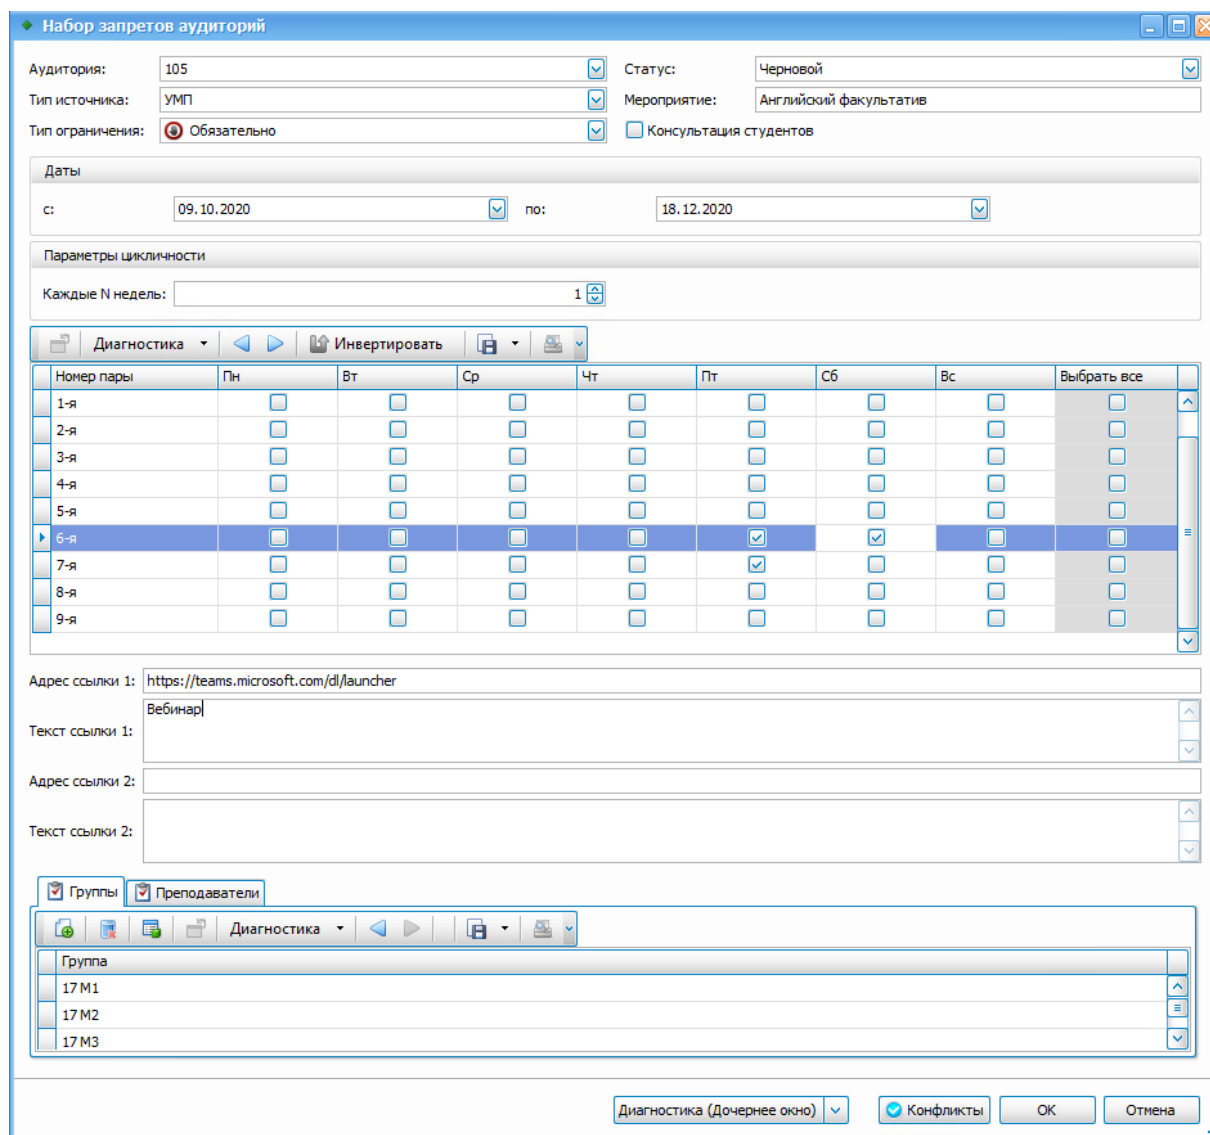 Набор запретов аудиторий
Аудитория: 105 Статус: Черновой
Тип источника: УМП Мероприятие: Английский факультатив
Тип ограничения: Обязательно Консультация студентов
Даты
с: 09.10.2020 по: 18.12.2020
Параметры цикличности
Каждые N недель: 1
Диагностика Инвертировать
Номер пары Пн Вт Ср Чт Пт Сб Вс Выбрать все
1-я
2-я
3-я
4-я
5-я
6-я
7-я
8-я
9-я
Адрес ссылки 1: https://teams.microsoft.com/dl/launcher
Текст ссылки 1: Вебинар
Адрес ссылки 2:
Текст ссылки 2:
Группы Преподаватели
Диагностика
Группа
17 М1
17 М2
17 М3
Диагностика (Дочернее окно) Конфликты ОК Отмена